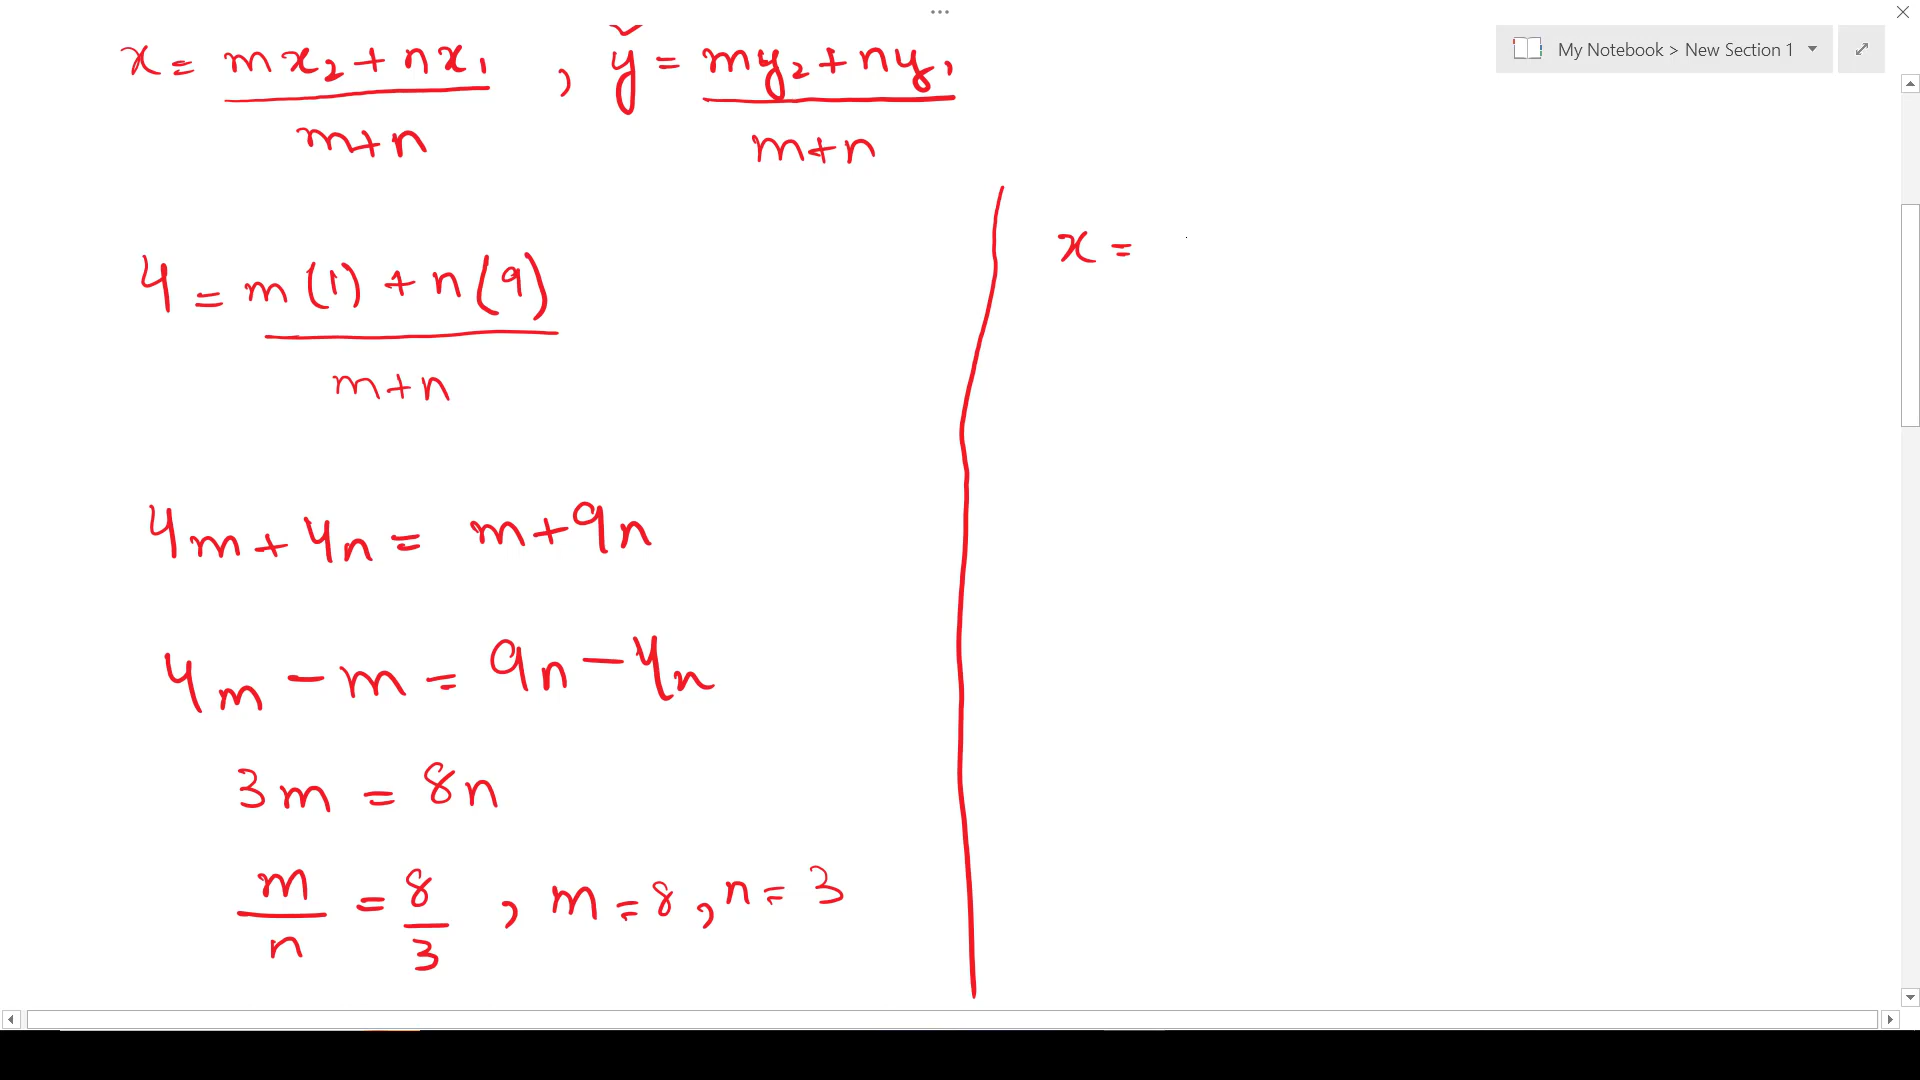 x = mx₂ + nx₁ / m+n , y = my₂ + ny₁ / m+n
My Notebook > New Section 1
4 = m(1) + n(9) / m+n
x =
4m + 4n = m + 9n
4m - m = 9n - 4n
3m = 8n
m/n = 8/3 , m = 8, n = 3